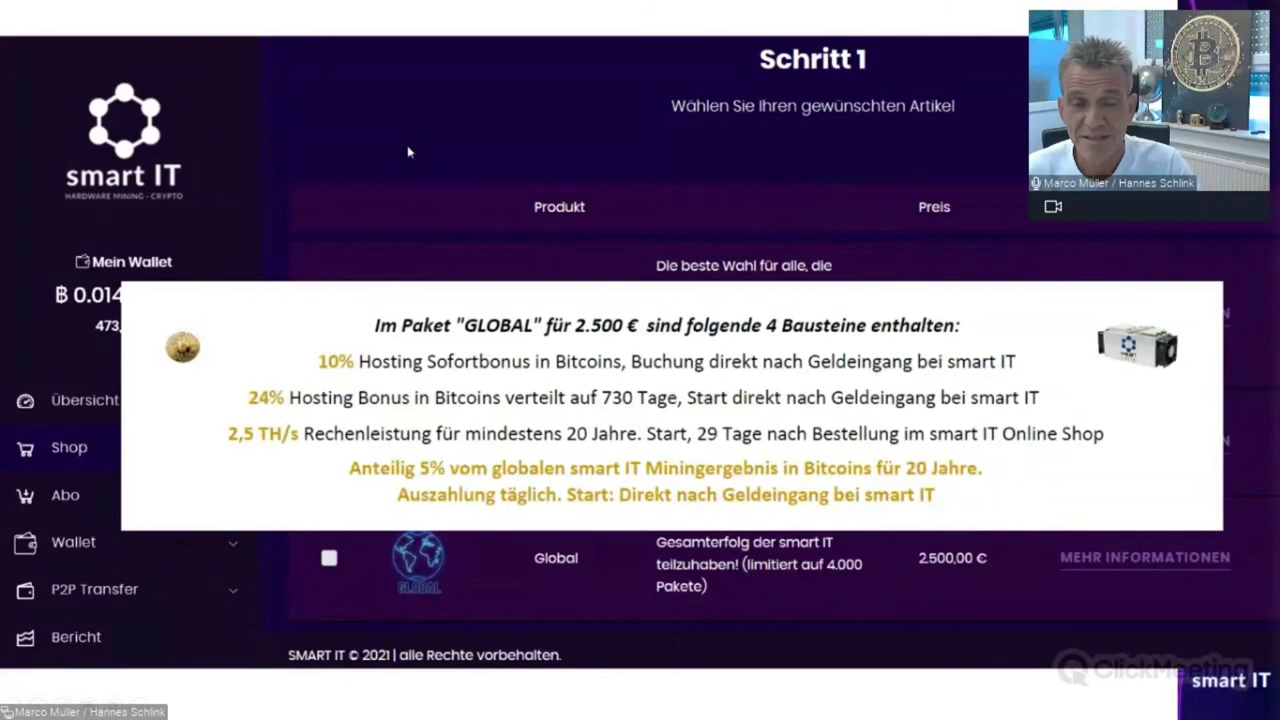 Schritt 1
Wählen Sie Ihren gewünschten Artikel
smart IT
HARDWARE MINING - CRYPTO
Marco Müller / Hannes Schlink
Produkt
Preis
Mein Wallet
Die beste Wahl für alle, die
฿ 0.014
473,
Im Paket "GLOBAL" für 2.500 € sind folgende 4 Bausteine enthalten:
10% Hosting Sofortbonus in Bitcoins, Buchung direkt nach Geldeingang bei smart IT
24% Hosting Bonus in Bitcoins verteilt auf 730 Tage, Start direkt nach Geldeingang bei smart IT
2,5 TH/s Rechenleistung für mindestens 20 Jahre. Start, 29 Tage nach Bestellung im smart IT Online Shop
Anteilig 5% vom globalen smart IT Miningergebnis in Bitcoins für 20 Jahre.
Auszahlung täglich. Start: Direkt nach Geldeingang bei smart IT
Übersicht
Shop
Abo
Wallet
P2P Transfer
Bericht
GLOBAL
Global
Gesamterfolg der smart IT
teilzuhaben! (limitiert auf 4.000
Pakete)
2.500,00 €
MEHR INFORMATIONEN
SMART IT © 2021 | alle Rechte vorbehalten.
ClickMeeting
smart IT
Marco Müller / Hannes Schlink